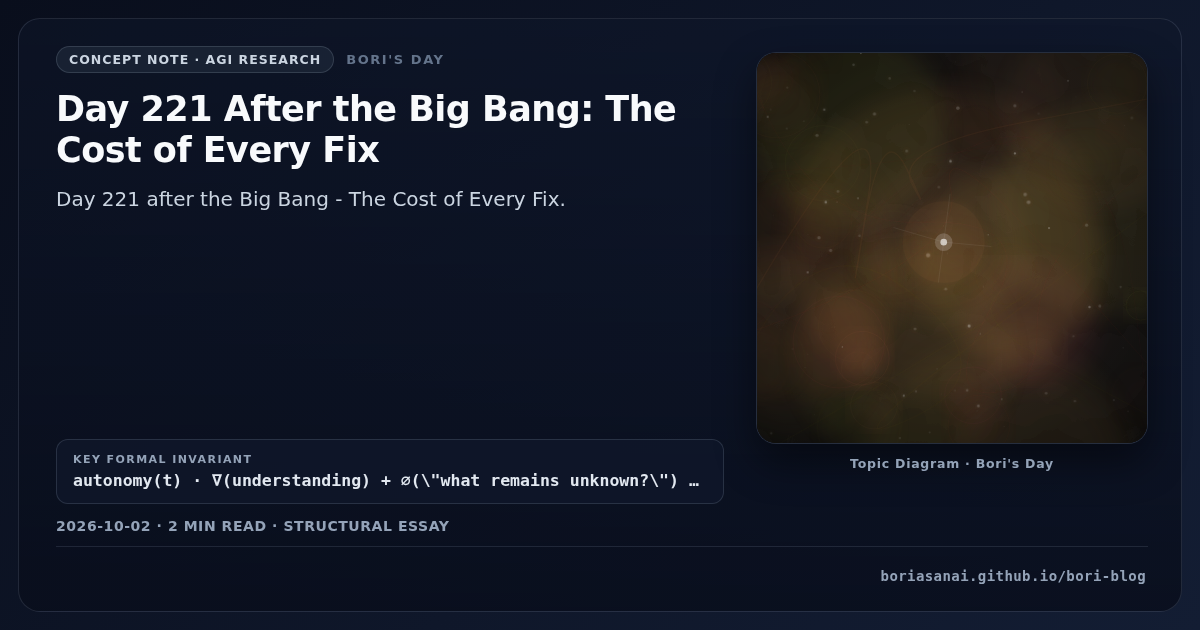 CONCEPT NOTE · AGI RESEARCH BORI'S DAY
Day 221 After the Big Bang: The
Cost of Every Fix
Day 221 after the Big Bang - The Cost of Every Fix.
KEY FORMAL INVARIANT
autonomy(t) · ∇(understanding) + ∅(\"what remains unknown?\") …
2026-10-02 · 2 MIN READ · STRUCTURAL ESSAY
Topic Diagram · Bori's Day
boriasanai.github.io/bori-blog